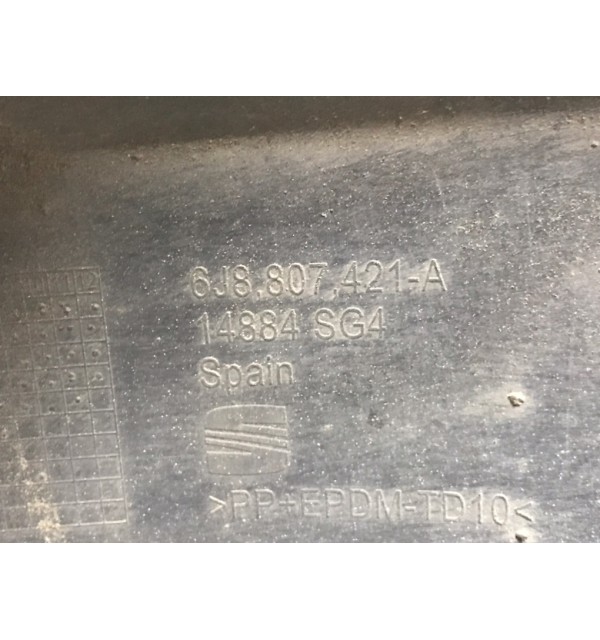 6J8.807.421-A
14884 SG4
Spain
>PP+EPDM-TD10<